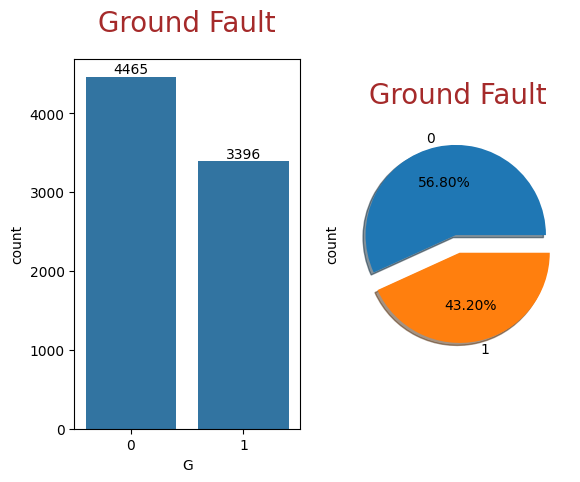 Ground Fault
4465
3396
4000
3000
2000
1000
0
count
0
1
G
Ground Fault
0
56.80%
count
43.20%
1